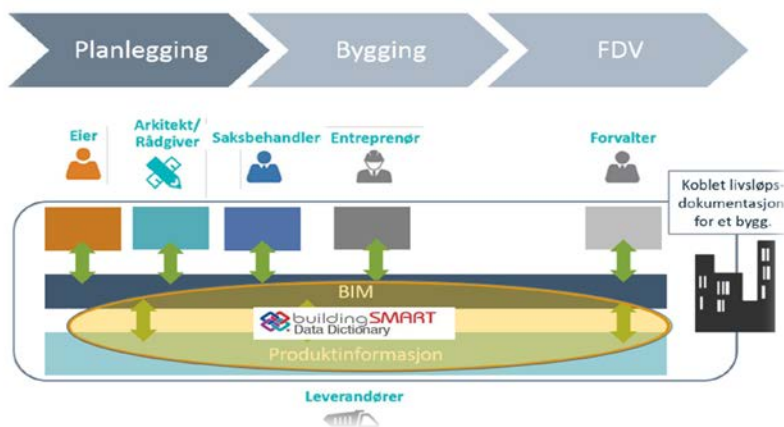 Planlegging
Bygging
FDV
Eier
Arkitekt/
Rådgiver
Saksbehandler
Entreprenør
Forvalter
Koblet livsløps-
dokumentasjon
for et bygg.
BIM
buildingSMART
Data Dictionary
Produktinformasjon
Leverandører